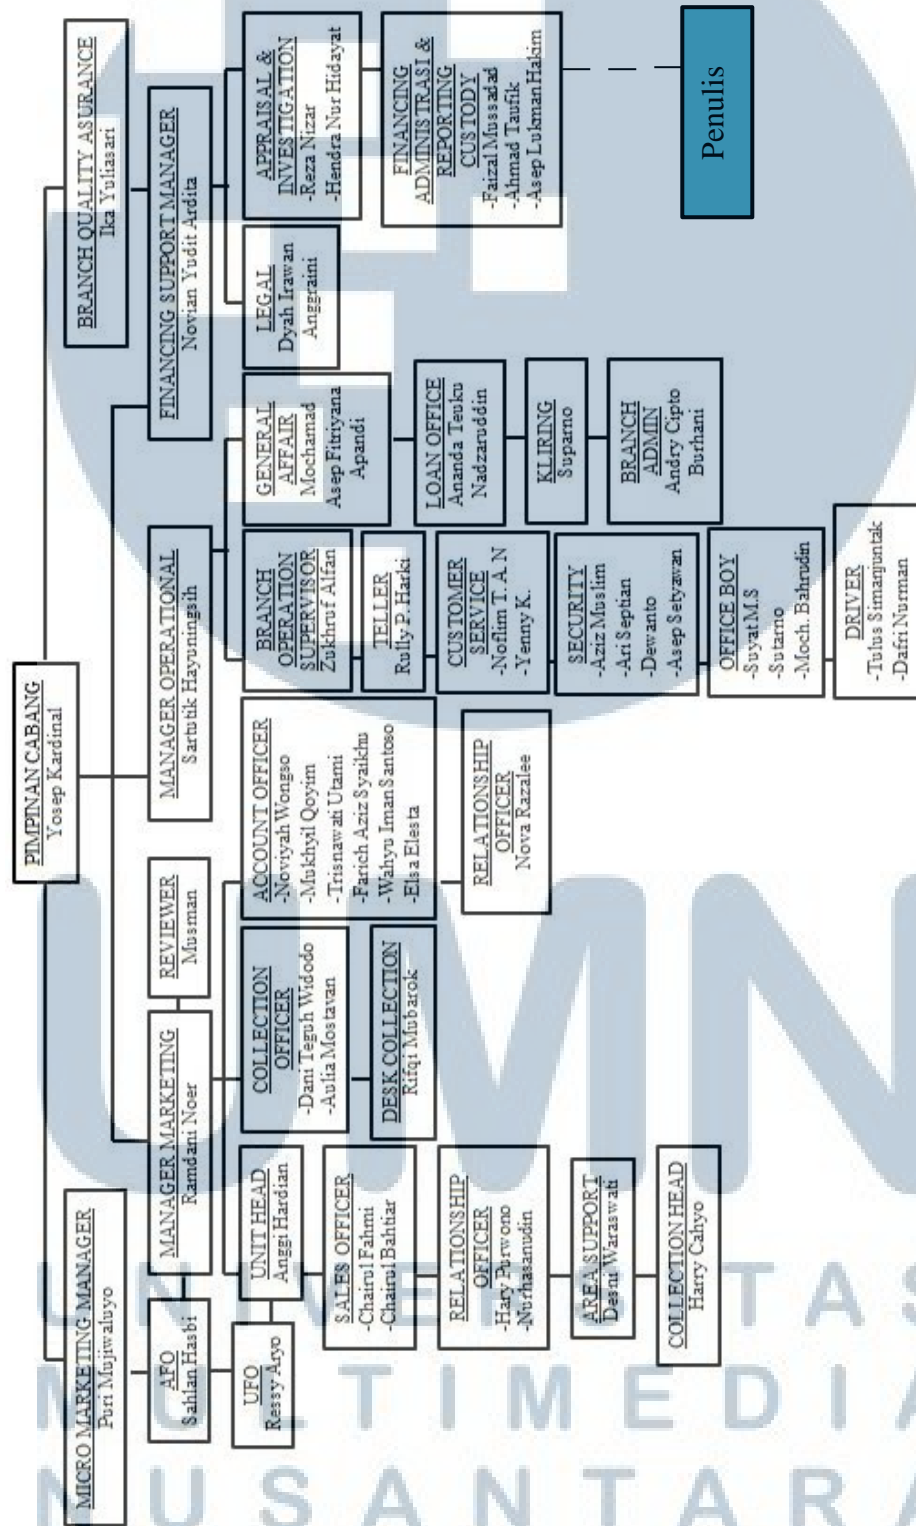 PIMPINAN CABANG
Yosep Kardinal
MICRO MARKETING MANAGER
Puri Mujiwaluyo
BRANCH QUALITY ASURANCE
Ika Yuliasari
AFO
Sahlan Hasbi
MANAGER MARKETING
Ramdani Noer
REVIEWER
Musman
MANAGER OPERATIONAL
Sartutik Hayuningsih
FINANCING SUPPORT MANAGER
Novian Yudit Ardita
UFO
Ressy Aryo
UNIT HEAD
Anggi Hardian
SALES OFFICER
-Chairul Fahmi
-Chairul Bahtiar
RELATIONSHIP
OFFICER
-Hary Purwono
-Nurhasanudin
AREA SUPPORT
Desni Waraswati
COLLECTION HEAD
Harry Cahyo
COLLECTION
OFFICER
-Dani Teguh Widodo
-Aulia Mostavan
DESK COLLECTION
Rifqi Mubarok
ACCOUNT OFFICER
-Noviyah Wongso
-Mukhyil Qoyim
-Trisnawati Utami
-Farich Aziz Syaikhu
-Wahyu Iman Santoso
-Elsa Elesta
RELATIONSHIP
OFFICER
Nova Razalee
BRANCH
OPERATION
SUPERVISOR
Zukhruf Alfan
TELLER
Rully P. Harki
CUSTOMER
SERVICE
-Noflim T. A. N
-Yenny K.
SECURITY
-Aziz Muslim
-Ari Septian
-Dewanto
-Asep Setyawan
OFFICE BOY
-Suyat M.S
-Sutarno
-Moch. Bahrudin
DRIVER
-Tulus Simanjuntak
-Dafri Nurman
GENERAL
AFFAIR
Mochamad
Asep Fitriyana
Apandi
LOAN OFFICE
Ananda Teuku
Nadzaruddin
KLIRING
Suparno
BRANCH
ADMIN
Andry Cipto
Burhani
LEGAL
Dyah Irawan
Anggraini
APPRAISAL &
INVESTIGATION
-Reza Nizar
-Hendra Nur Hidayat
FINANCING
ADMINISTRASI &
REPORTING
CUSTODY
-Faizal Mussadad
-Ahmad Taufik
-Asep Lukman Hakim
Penulis
UMN
UNIVERSITAS
MULTIMEDIA
NUSANTARA